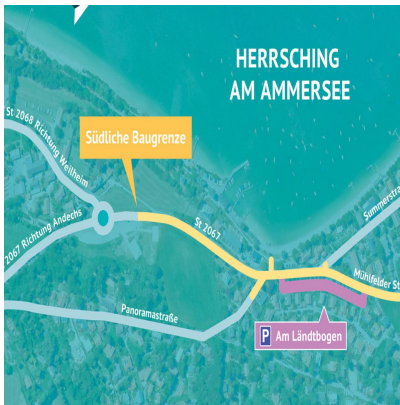 HERRSCHING
AM AMMERSEE
St 2068 Richtung Weilheim
Südliche Baugrenze
2067 Richtung Andechs
St 2067
Summerstra
Mühlfelder St
Panoramastraße
P Am Ländtbogen